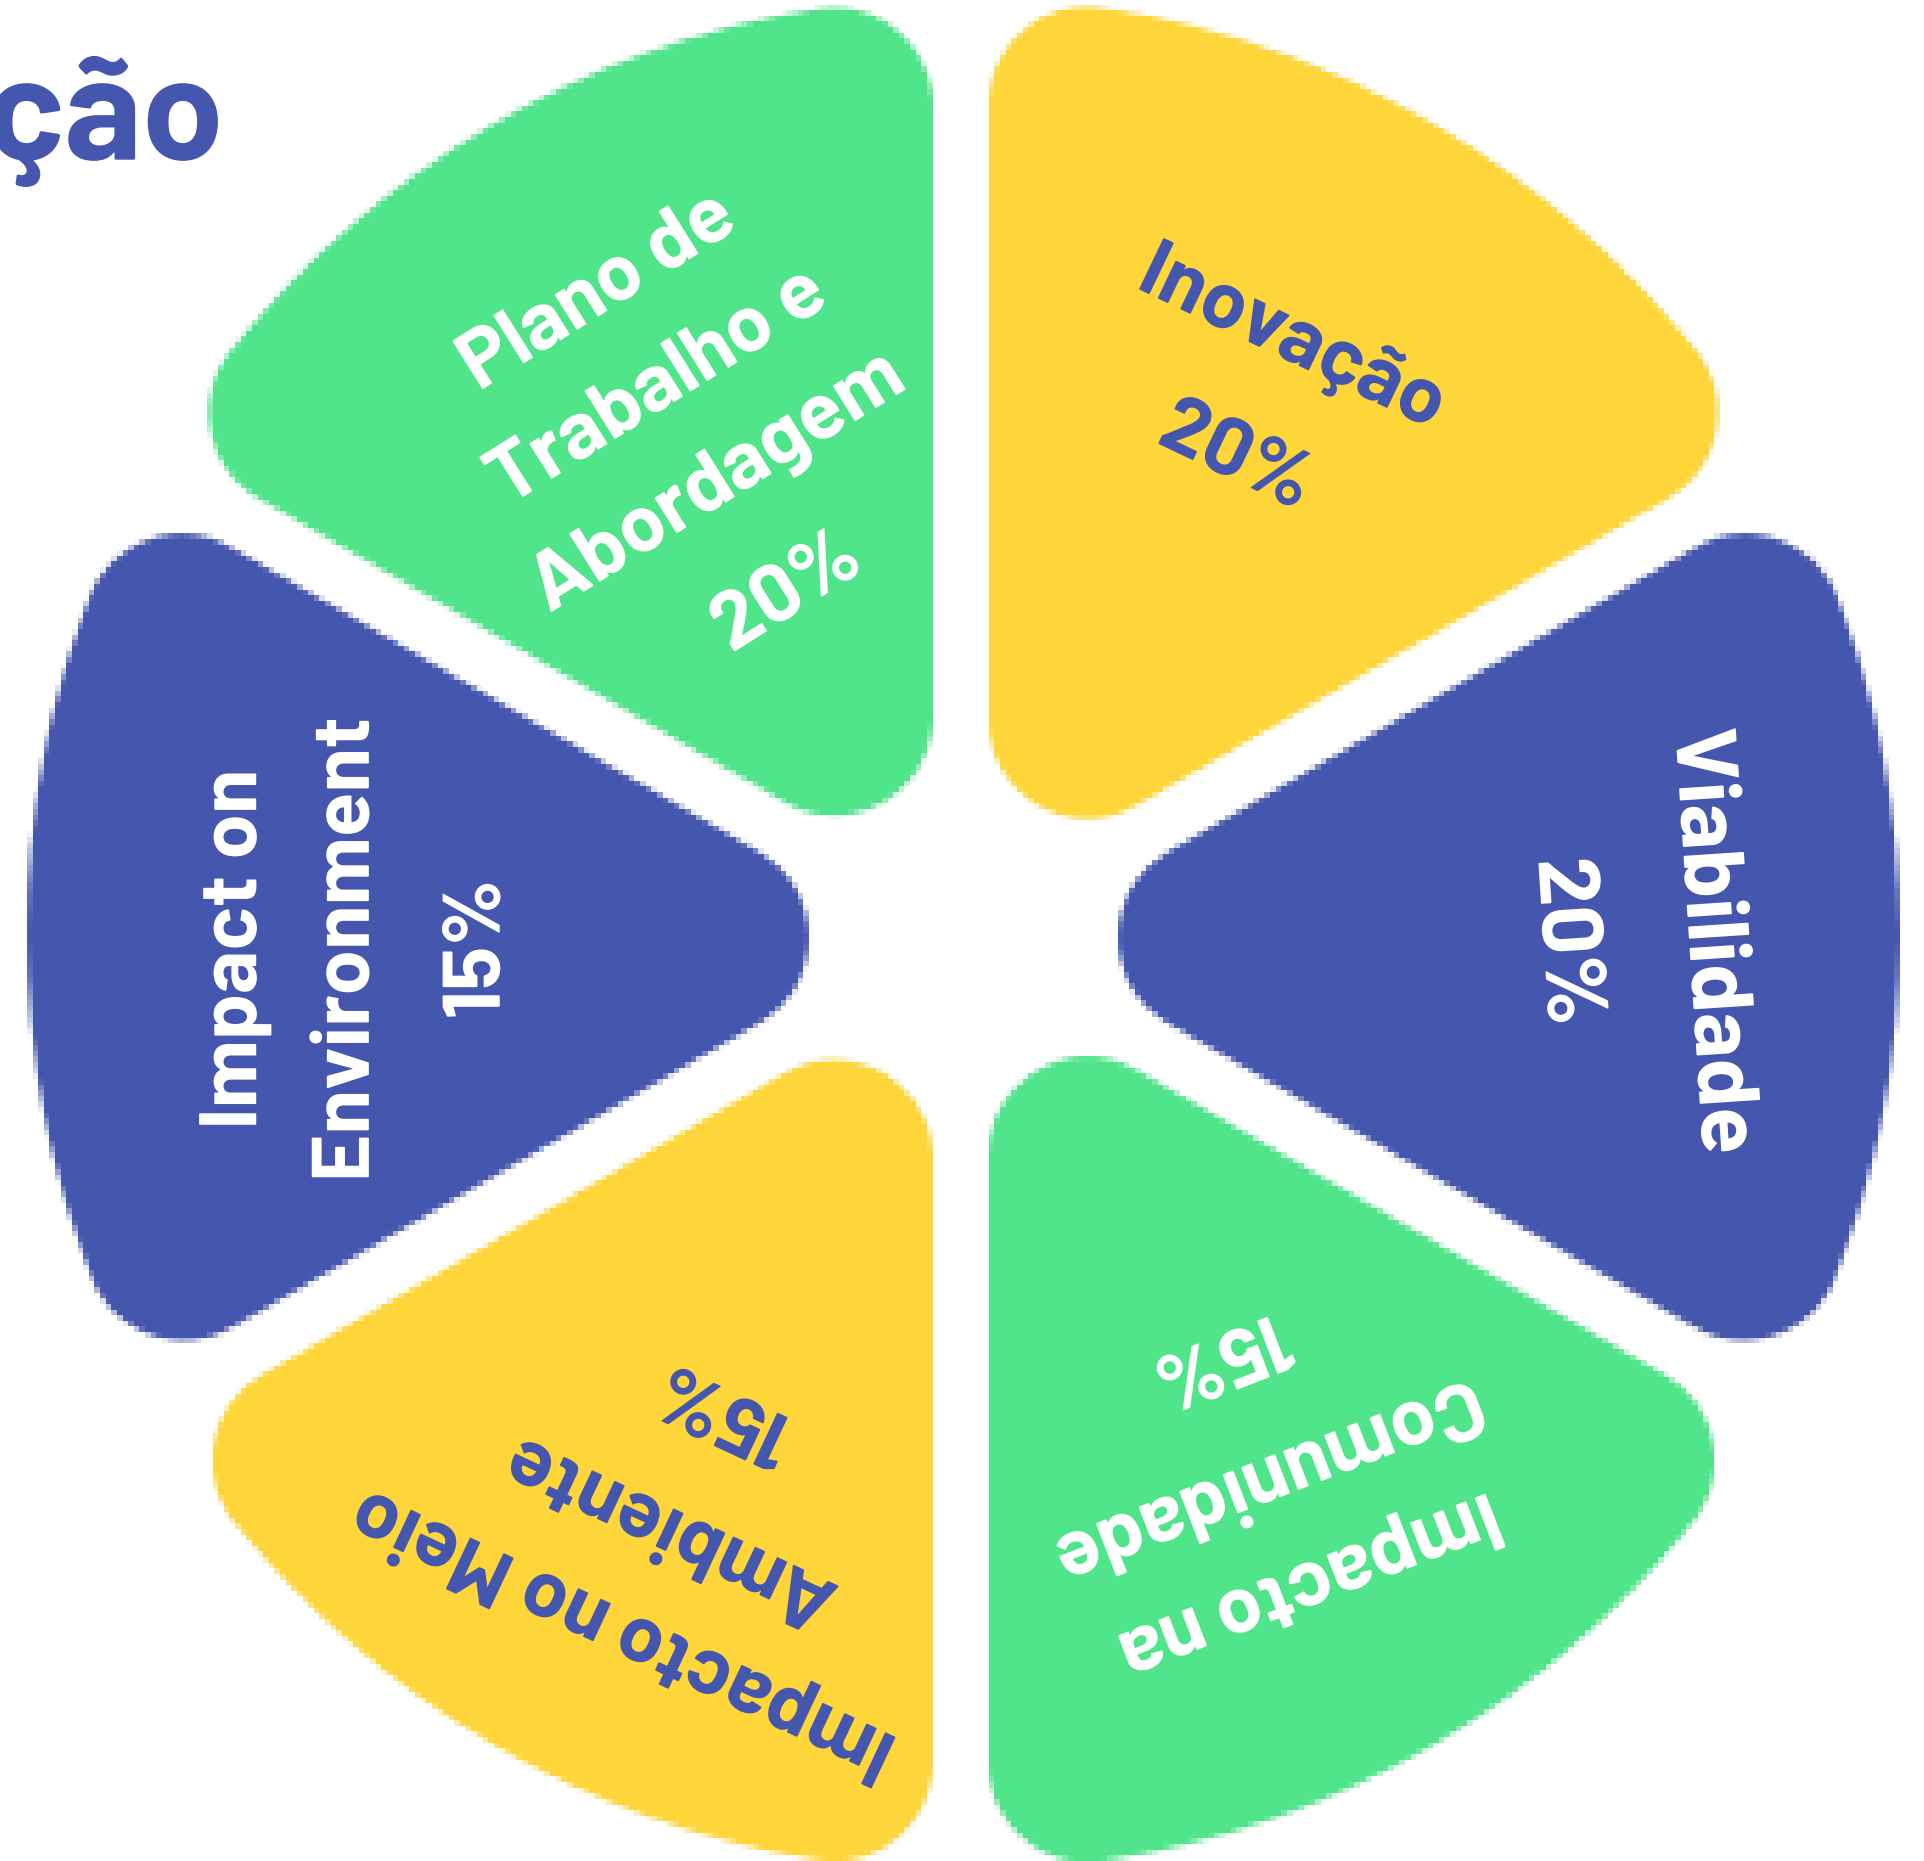 ção
Inovação
20%
Viabilidade
20%
Impacto na
Comunidade
15%
Impacto no Meio
Ambiente
15%
Impact on
Environment
15%
Plano de
Trabalho e
Abordagem
20%